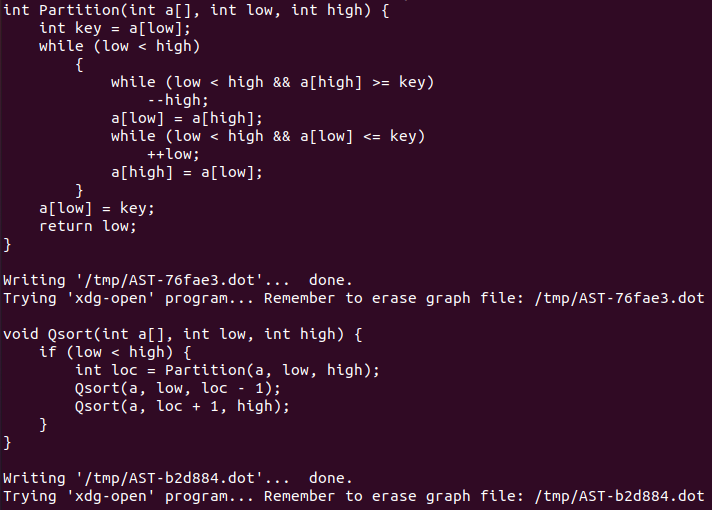 int Partition(int a[], int low, int high) {
    int key = a[low];
    while (low < high)
        {
            while (low < high && a[high] >= key)
                --high;
            a[low] = a[high];
            while (low < high && a[low] <= key)
                ++low;
            a[high] = a[low];
        }
    a[low] = key;
    return low;
}

Writing '/tmp/AST-76fae3.dot'...  done.
Trying 'xdg-open' program... Remember to erase graph file: /tmp/AST-76fae3.dot

void Qsort(int a[], int low, int high) {
    if (low < high) {
        int loc = Partition(a, low, high);
        Qsort(a, low, loc - 1);
        Qsort(a, loc + 1, high);
    }
}

Writing '/tmp/AST-b2d884.dot'...  done.
Trying 'xdg-open' program... Remember to erase graph file: /tmp/AST-b2d884.dot